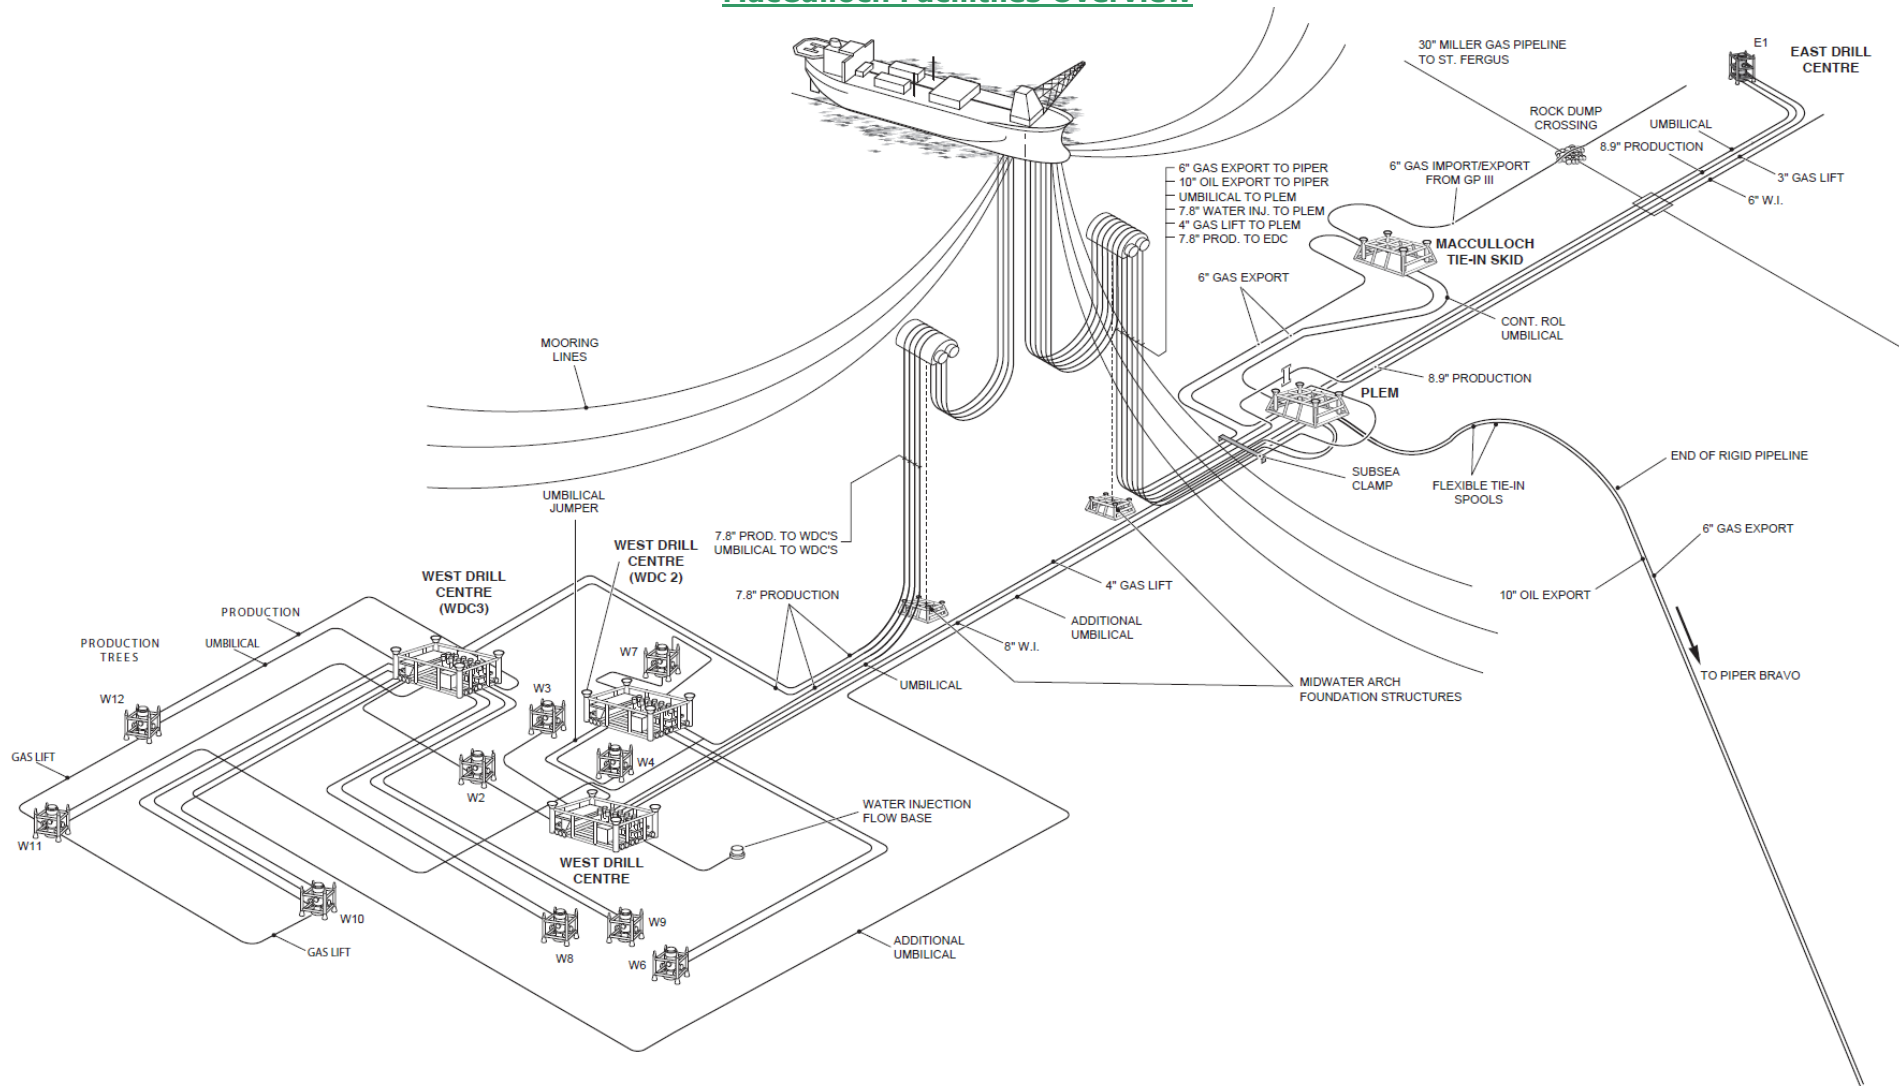 MacCulloch Facilities Overview
30" MILLER GAS PIPELINE
TO ST. FERGUS
E1
EAST DRILL
CENTRE
ROCK DUMP
CROSSING
UMBILICAL
8.9" PRODUCTION
6" GAS IMPORT/EXPORT
FROM GP III
3" GAS LIFT
6" W.I.
6" GAS EXPORT TO PIPER
10" OIL EXPORT TO PIPER
UMBILICAL TO PLEM
7.8" WATER INJ. TO PLEM
4" GAS LIFT TO PLEM
7.8" PROD. TO EDC
MACCULLOCH
TIE-IN SKID
6" GAS EXPORT
CONT. ROL
UMBILICAL
MOORING
LINES
8.9" PRODUCTION
PLEM
END OF RIGID PIPELINE
SUBSEA
CLAMP
FLEXIBLE TIE-IN
SPOOLS
UMBILICAL
JUMPER
6" GAS EXPORT
7.8" PROD. TO WDC'S
UMBILICAL TO WDC'S
WEST DRILL
CENTRE
(WDC 2)
WEST DRILL
CENTRE
(WDC3)
4" GAS LIFT
10" OIL EXPORT
7.8" PRODUCTION
PRODUCTION
ADDITIONAL
UMBILICAL
PRODUCTION
TREES
UMBILICAL
8" W.I.
W7
UMBILICAL
MIDWATER ARCH
FOUNDATION STRUCTURES
TO PIPER BRAVO
W12
W3
GAS LIFT
W4
W2
WATER INJECTION
FLOW BASE
W11
WEST DRILL
CENTRE
W10
W9
GAS LIFT
W8
W6
ADDITIONAL
UMBILICAL